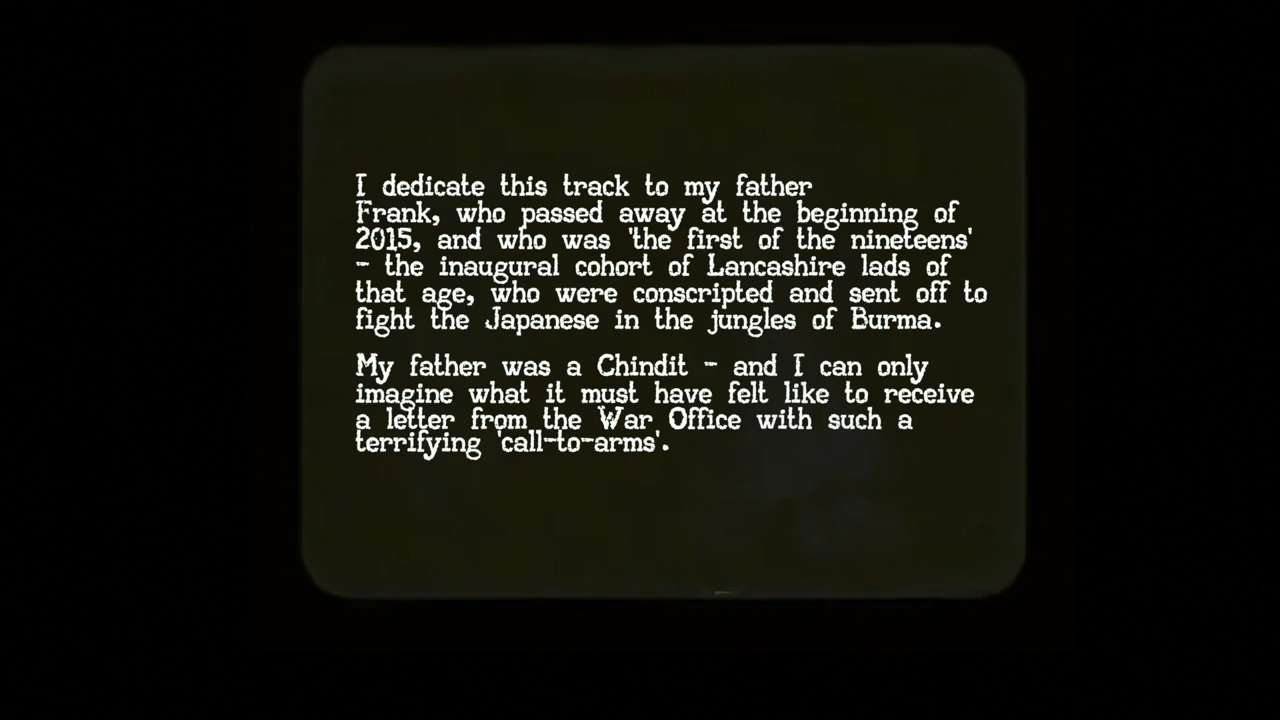 I dedicate this track to my father
Frank, who passed away at the beginning of
2015, and who was 'the first of the nineteens'
- the inaugural cohort of Lancashire lads of
that age, who were conscripted and sent off to
fight the Japanese in the jungles of Burma.
My father was a Chindit - and I can only
imagine what it must have felt like to receive
a letter from the War Office with such a
terrifying 'call-to-arms'.